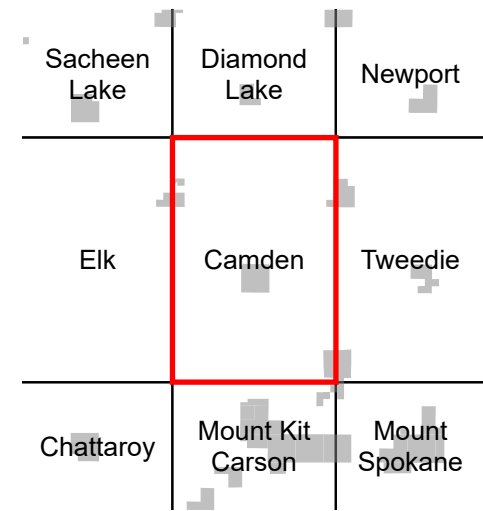 Sacheen
Lake
Diamond
Lake
Newport
Elk
Camden
Tweedie
Chattaroy
Mount Kit
Carson
Mount
Spokane